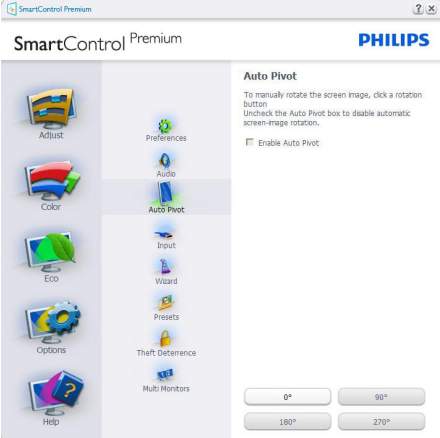 SmartControl Premium
SmartControl Premium
PHILIPS
Adjust
Color
Eco
Options
Help
Preferences
Audio
Auto Pivot
Input
Wizard
Presets
Theft Deterrence
Multi Monitors
Auto Pivot
To manually rotate the screen image, click a rotation
button
Uncheck the Auto Pivot box to disable automatic
screen-image rotation.
Enable Auto Pivot
0°
90°
180°
270°